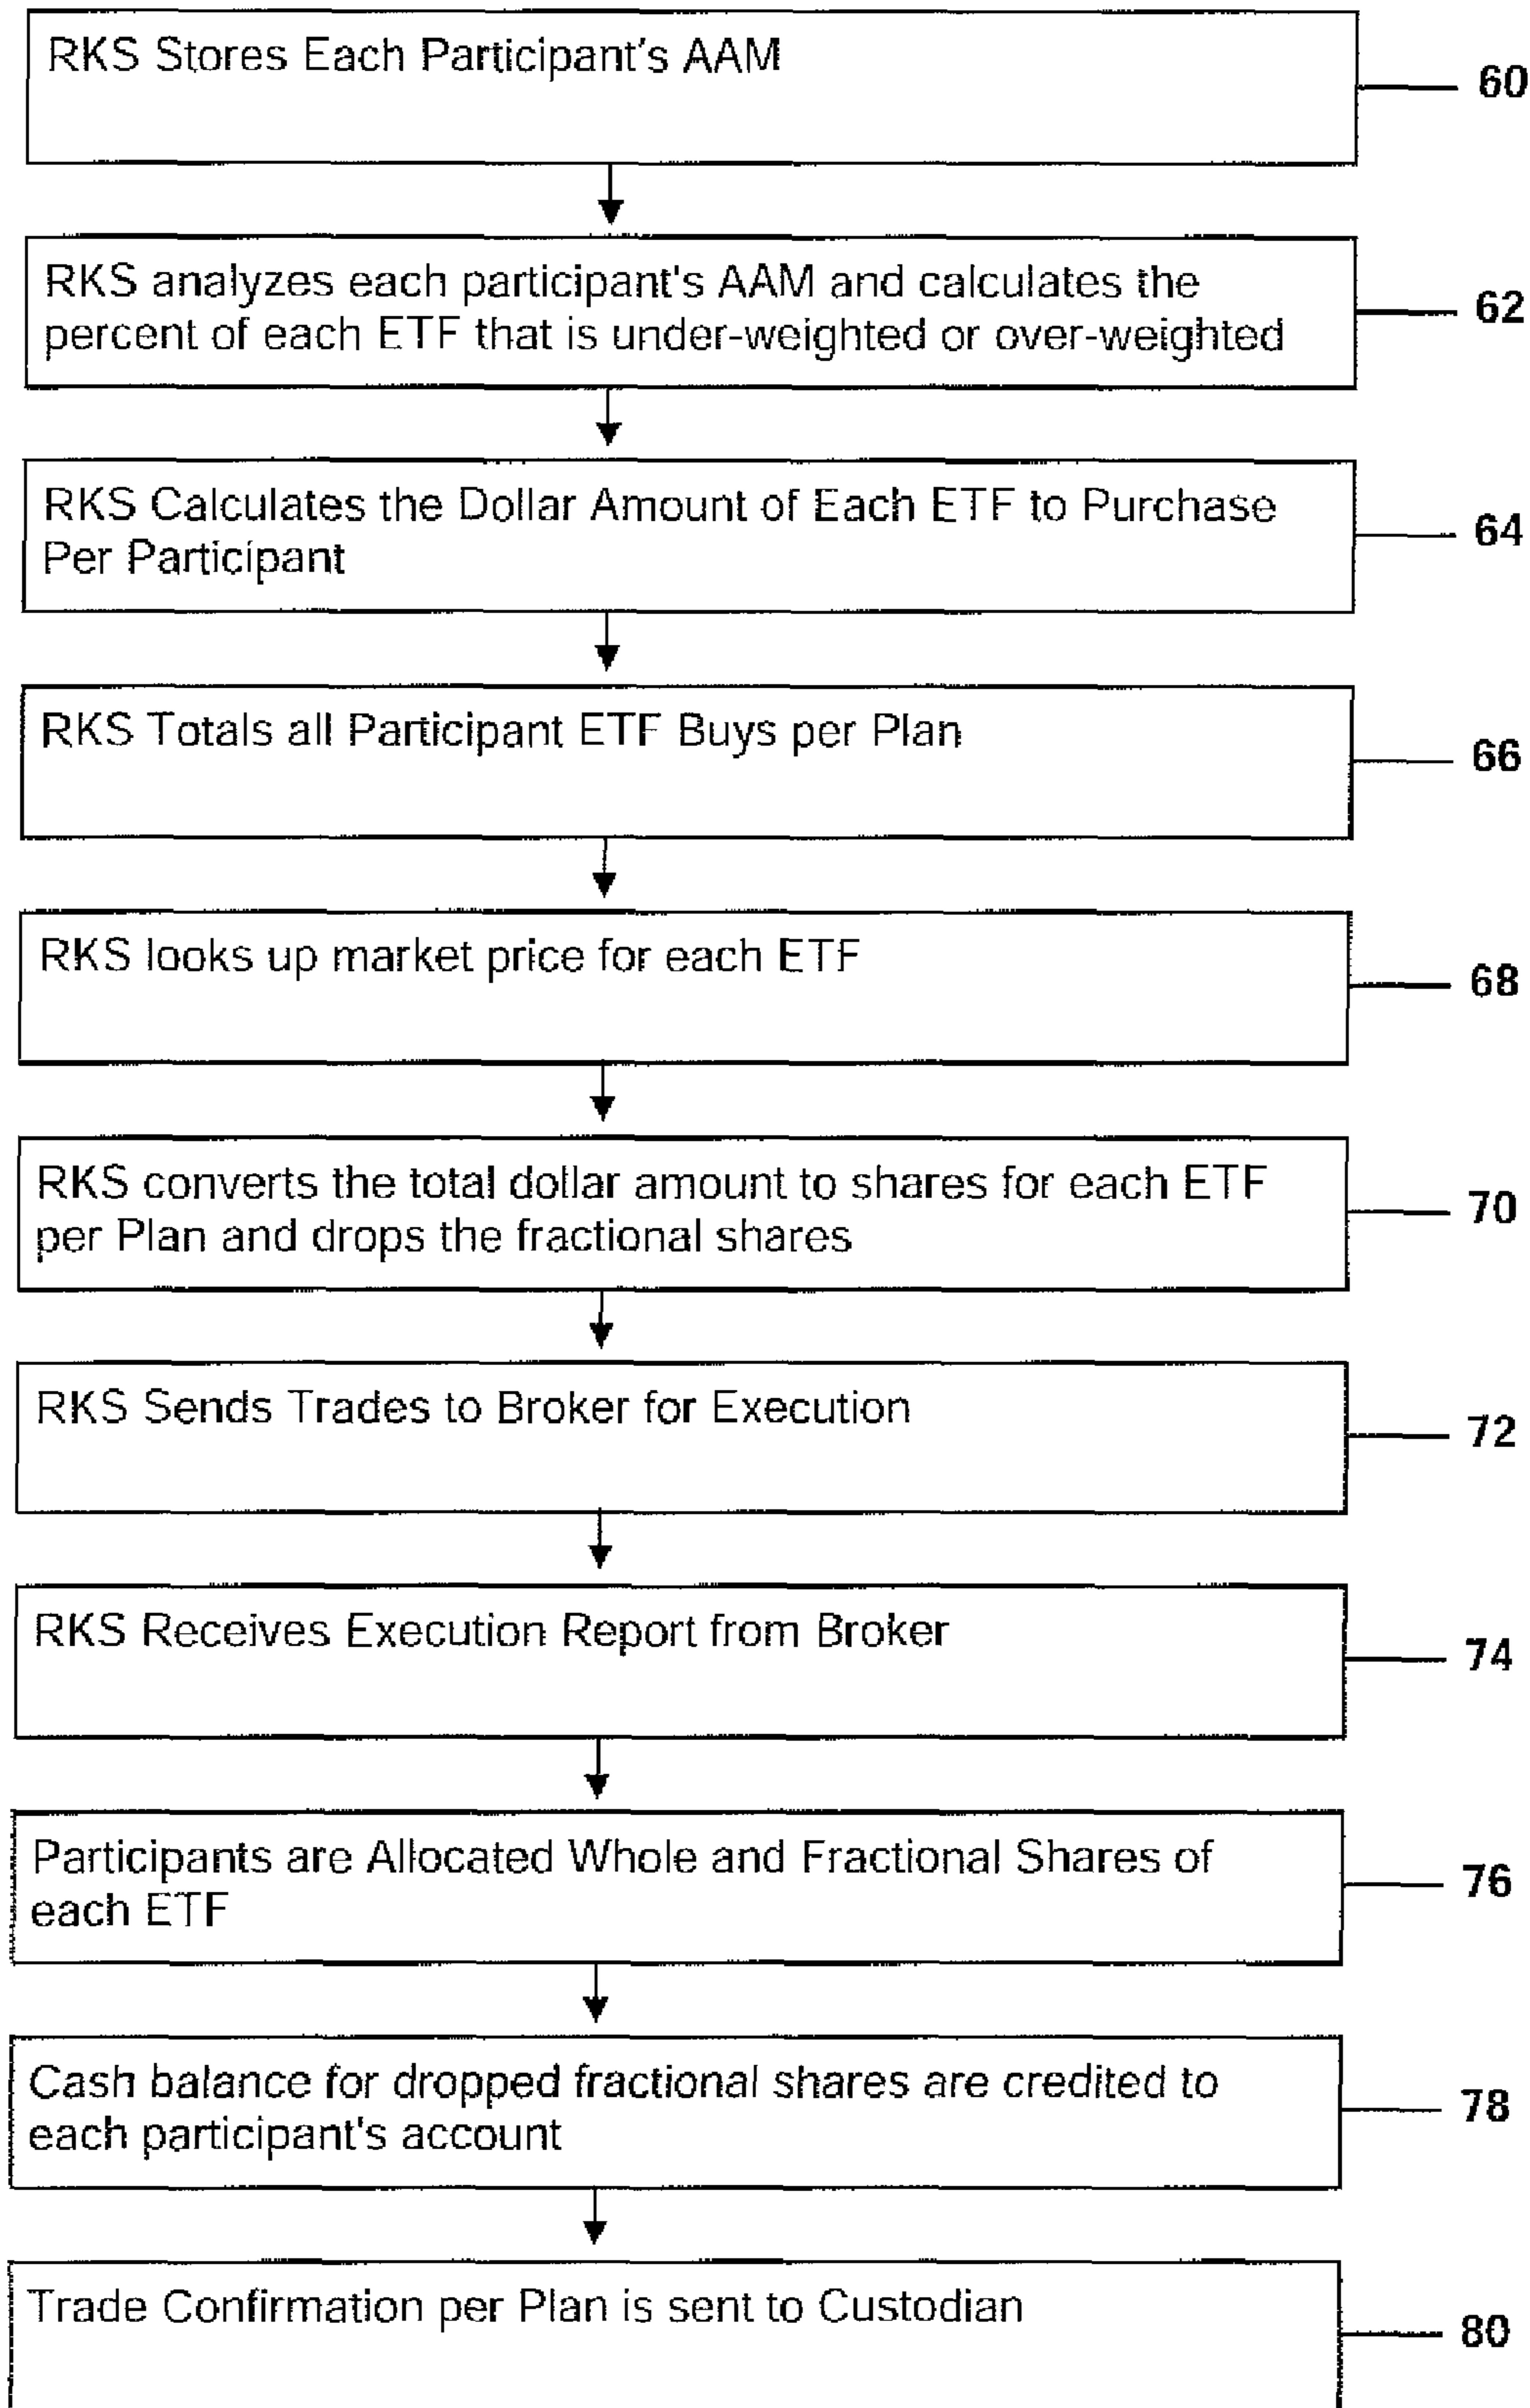 RKS Stores Each Participant's AAM
60
RKS analyzes each participant's AAM and calculates the
percent of each ETF that is under-weighted or over-weighted
62
RKS Calculates the Dollar Amount of Each ETF to Purchase
Per Participant
64
RKS Totals all Participant ETF Buys per Plan
66
RKS looks up market price for each ETF
68
RKS converts the total dollar amount to shares for each ETF
per Plan and drops the fractional shares
70
RKS Sends Trades to Broker for Execution
72
RKS Receives Execution Report from Broker
74
Participants are Allocated Whole and Fractional Shares of
each ETF
76
Cash balance for dropped fractional shares are credited to
each participant's account
78
Trade Confirmation per Plan is sent to Custodian
80